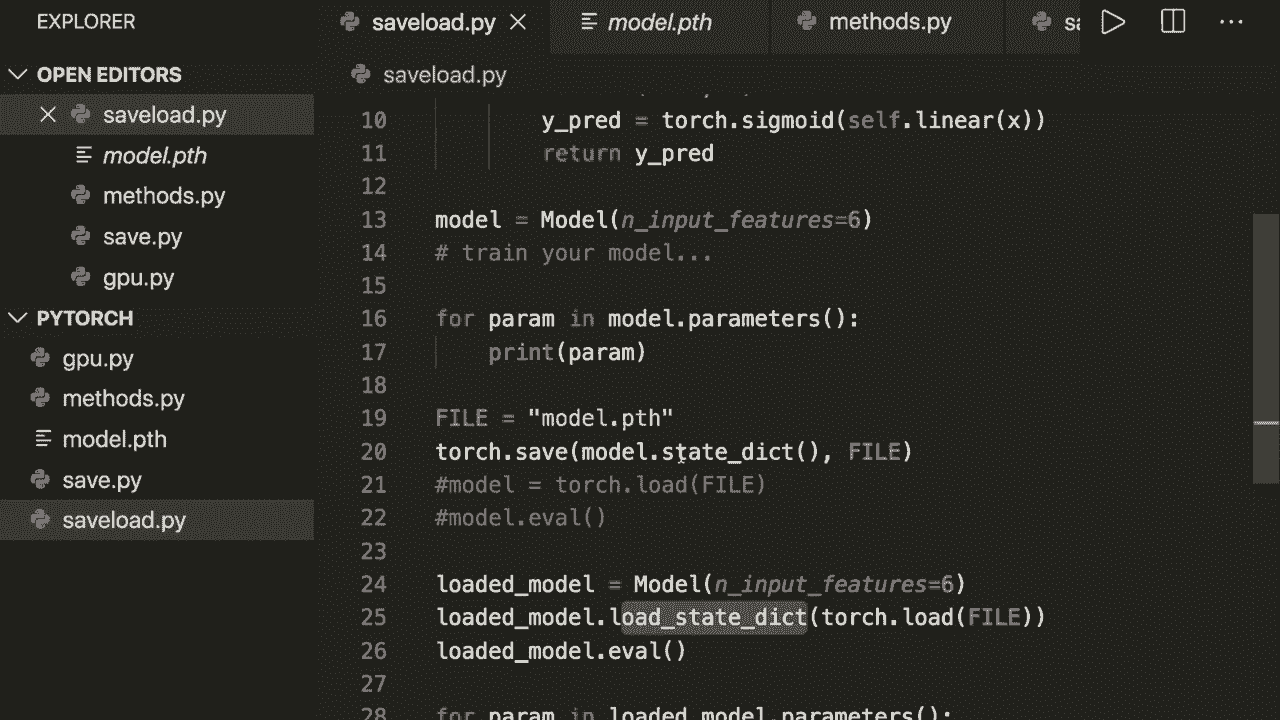 EXPLORER
OPEN EDITORS
saveload.py
model.pth
methods.py
save.py
gpu.py
PYTORCH
gpu.py
methods.py
model.pth
save.py
saveload.py
saveload.py
model.pth
methods.py
saveload.py
10 y_pred = torch.sigmoid(self.linear(x))
11 return y_pred
12
13 model = Model(n_input_features=6)
14 # train your model...
15
16 for param in model.parameters():
17 print(param)
18
19 FILE = "model.pth"
20 torch.save(model.state_dict(), FILE)
21 #model = torch.load(FILE)
22 #model.eval()
23
24 loaded_model = Model(n_input_features=6)
25 loaded_model.load_state_dict(torch.load(FILE))
26 loaded_model.eval()
27
28 for param in loaded_model.parameters():